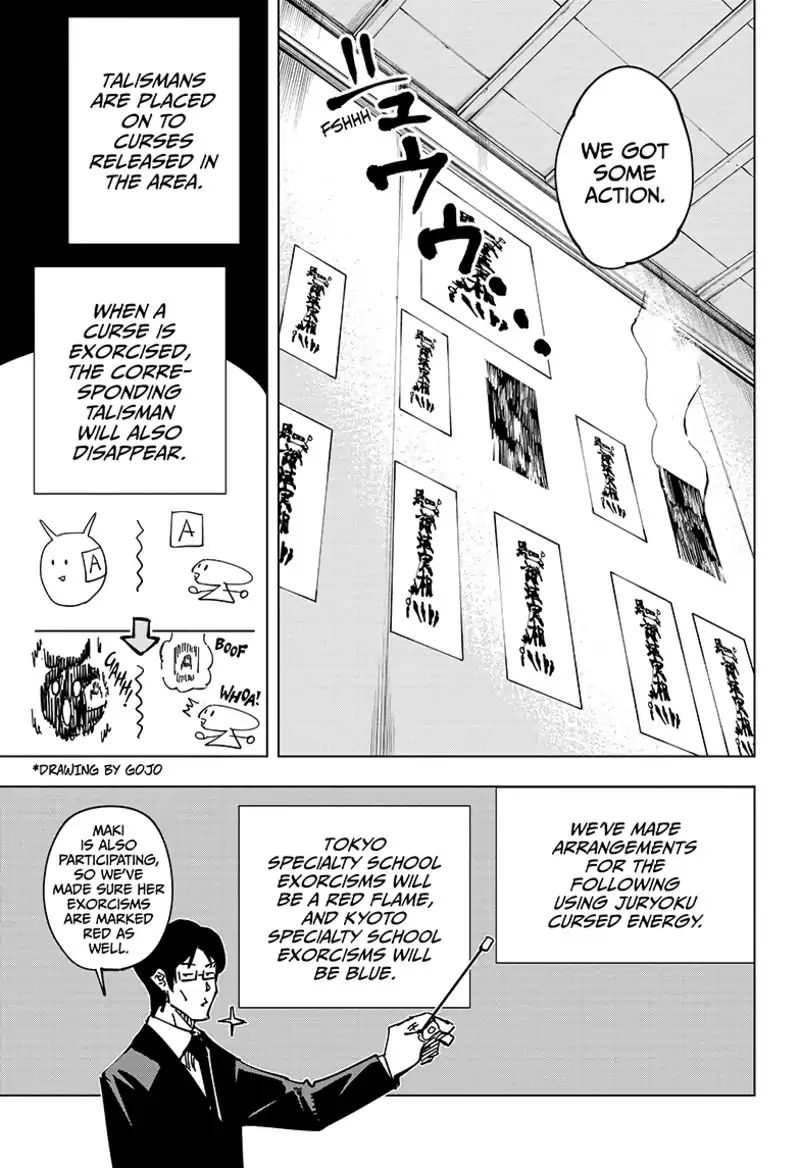 WE GOT
SOME
ACTION.
ニュウウ
FSHHH
TALISMANS
ARE PLACED
ON TO
CURSES
RELEASED IN
THE AREA.
WHEN A
CURSE IS
EXORCISED,
THE CORRE-
SPONDING
TALISMAN
WILL ALSO
DISAPPEAR.
A
A
GAHH!
A
BOOF
WHOA!
*DRAWING BY GOJO
WE'VE MADE
ARRANGEMENTS
FOR THE
FOLLOWING
USING JURYOKU
CURSED ENERGY.
TOKYO
SPECIALTY SCHOOL
EXORCISMS WILL
BE A RED FLAME,
AND KYOTO
SPECIALTY SCHOOL
EXORCISMS WILL
BE BLUE.
MAKI
IS ALSO
PARTICIPATING,
SO WE'VE
MADE SURE HER
EXORCISMS
ARE MARKED
RED AS
WELL.